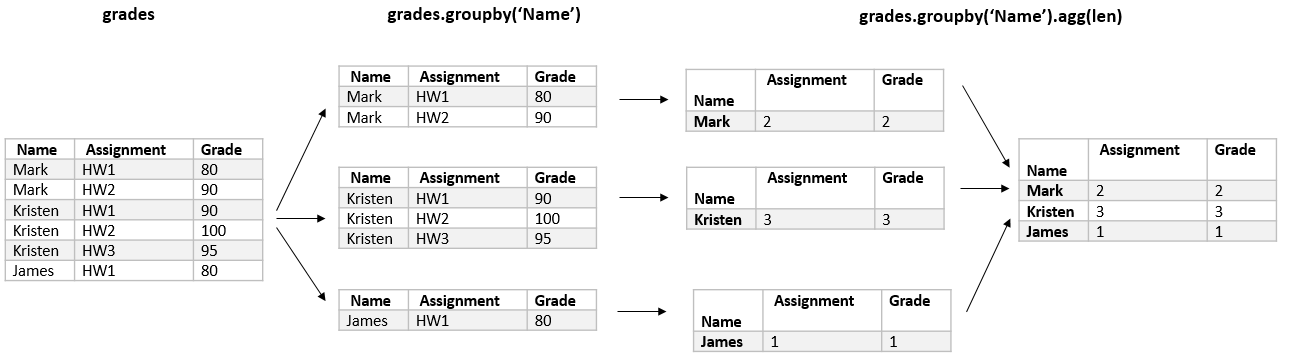 grades
grades.groupby(‘Name’)
grades.groupby(‘Name’).agg(len)
Name Assignment Grade
Mark HW1 80
Mark HW2 90
Kristen HW1 90
Kristen HW2 100
Kristen HW3 95
James HW1 80
Name Assignment Grade
Mark HW1 80
Mark HW2 90
Name Assignment Grade
Kristen HW1 90
Kristen HW2 100
Kristen HW3 95
Name Assignment Grade
James HW1 80
Assignment Grade
Name
Mark 2 2
Assignment Grade
Name
Kristen 3 3
Assignment Grade
Name
James 1 1
Assignment Grade
Name
Mark 2 2
Kristen 3 3
James 1 1